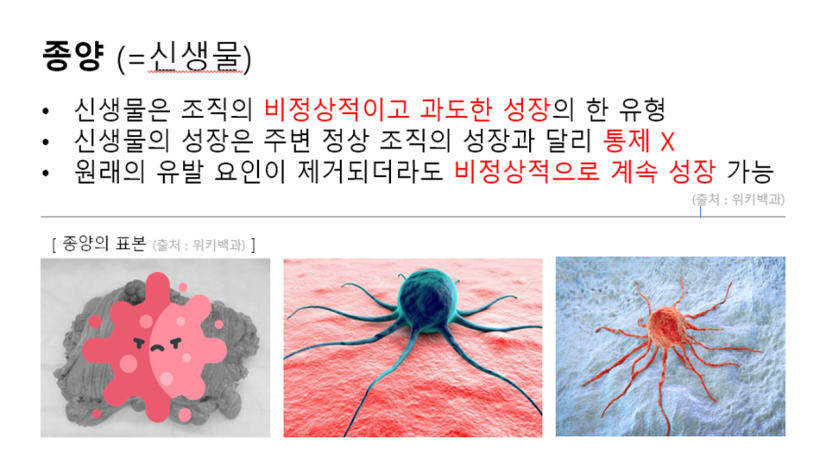 종양 (=신생물)
• 신생물은 조직의 비정상적이고 과도한 성장의 한 유형
• 신생물의 성장은 주변 정상 조직의 성장과 달리 통제 X
• 원래의 유발 요인이 제거되더라도 비정상적으로 계속 성장 가능
(출처 : 위키백과)
[ 종양의 표본 (출처 : 위키백과) ]